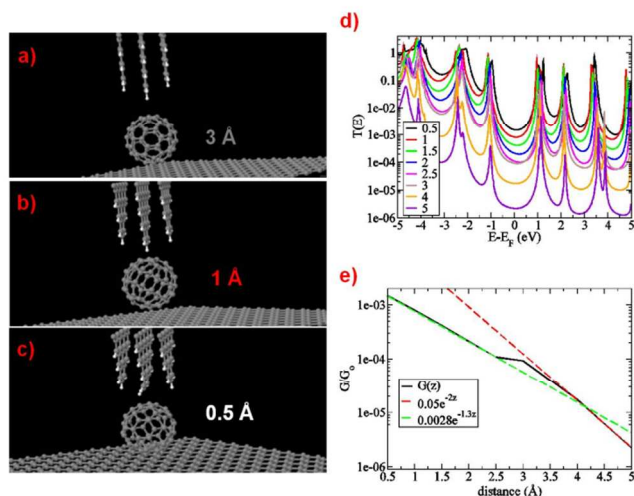 a)
3 Å
b)
1 Å
c)
0.5 Å
d)
T(E)
0.1
1e-02
1e-03
1e-04
1e-05
1e-06
0.5
1
1.5
2
2.5
3
4
5
-5 -4 -3 -2 -1 0 1 2 3 4 5
E-E_F (eV)
e)
G/G_o
1e-03
1e-04
1e-05
1e-06
G(z)
0.05e^-2z
0.0028e^-1.3z
0.5 1 1.5 2 2.5 3 3.5 4 4.5 5
distance (Å)